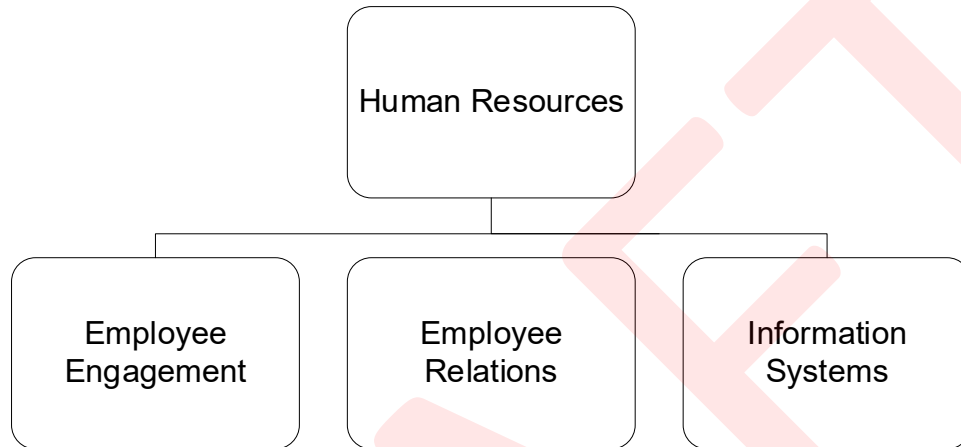 Human Resources
Employee
Engagement
Employee
Relations
Information
Systems